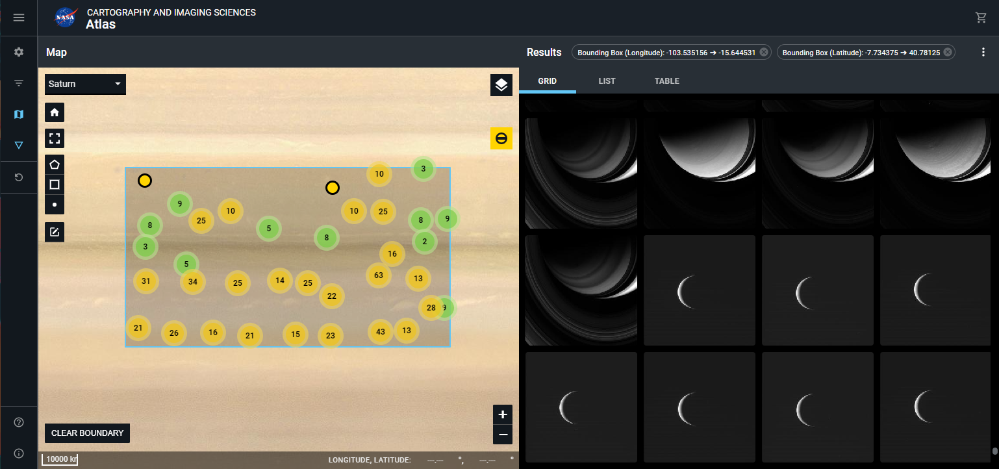 NASA
CARTOGRAPHY AND IMAGING SCIENCES
Atlas
Map
Results
Bounding Box (Longitude): -103.535156 ➔ -15.644531
Bounding Box (Latitude): -7.734375 ➔ 40.78125
GRID LIST TABLE
Saturn
3
10
9
10 10 25
25 8 9
8 5
8 2
3
16
5
63
31 34 25 14 25 13
22
28 9
21 26 16 21 15 23 43 13
CLEAR BOUNDARY
10000 k
LONGITUDE, LATITUDE: --.-- °, --.-- °